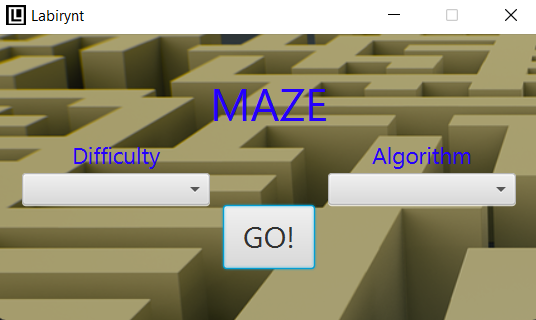 Labirynt
MAZE
Difficulty
Algorithm
GO!